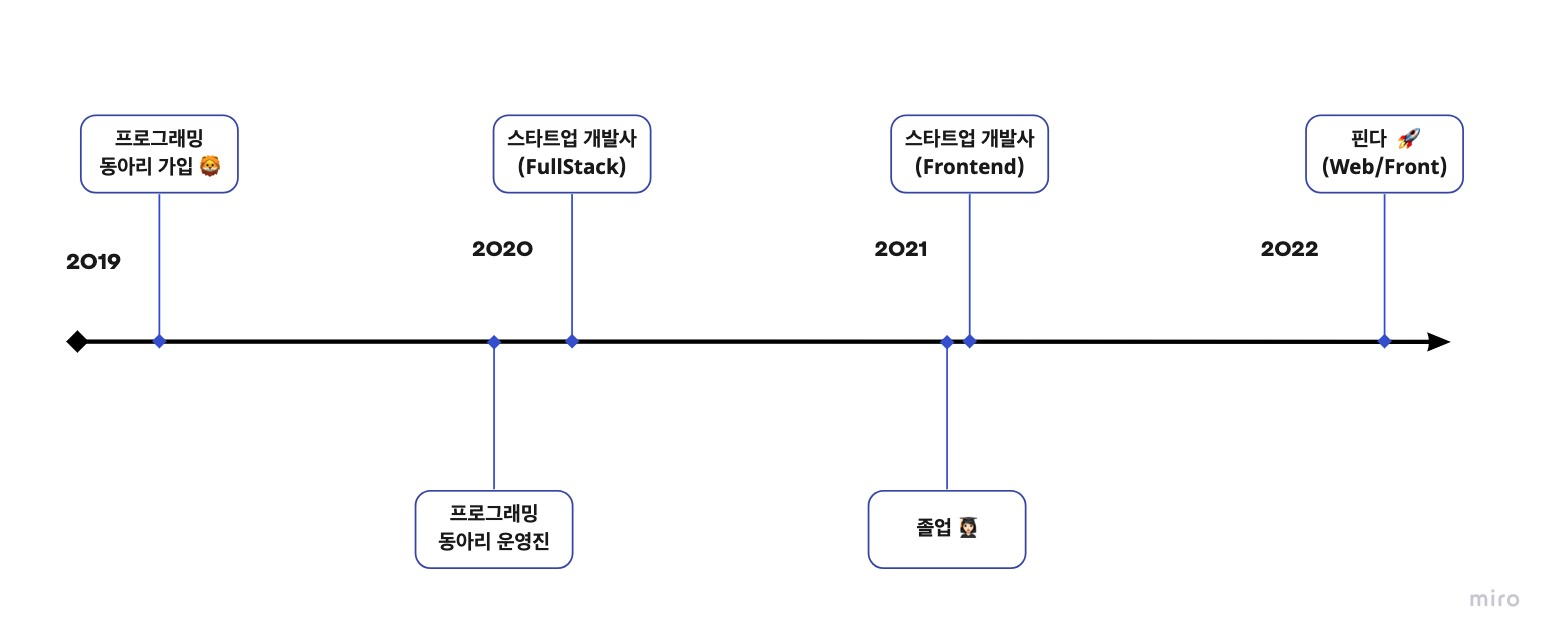 프로그래밍
동아리 가입 🦁
스타트업 개발사
(FullStack)
스타트업 개발사
(Frontend)
핀다 🚀
(Web/Front)
2019
2020
2021
2022
프로그래밍
동아리 운영진
졸업 👩🏻‍🎓
miro